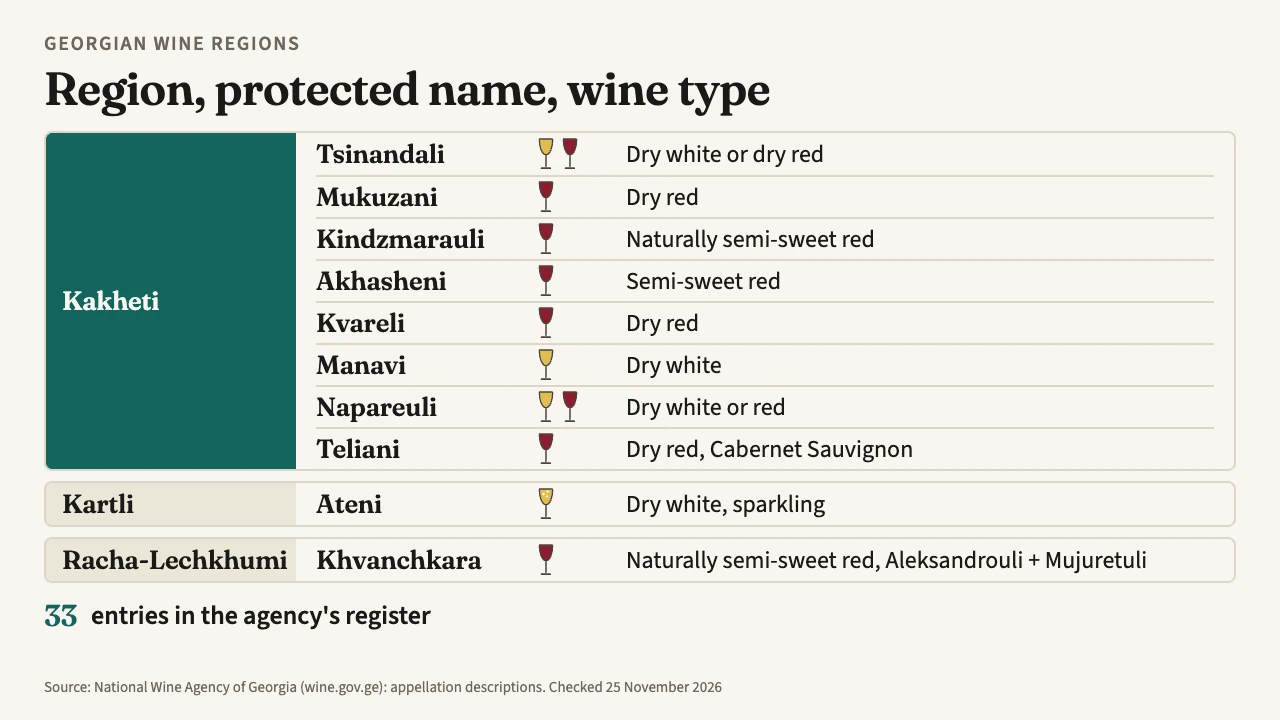 GEORGIAN WINE REGIONS
Region, protected name, wine type
Kakheti
Tsinandali Dry white or dry red
Mukuzani Dry red
Kindzmarauli Naturally semi-sweet red
Akhasheni Semi-sweet red
Kvareli Dry red
Manavi Dry white
Napareuli Dry white or red
Teliani Dry red, Cabernet Sauvignon
Kartli Ateni Dry white, sparkling
Racha-Lechkhumi Khvanchkara Naturally semi-sweet red, Aleksandrouli + Mujuretuli
33 entries in the agency's register
Source: National Wine Agency of Georgia (wine.gov.ge): appellation descriptions. Checked 25 November 2026